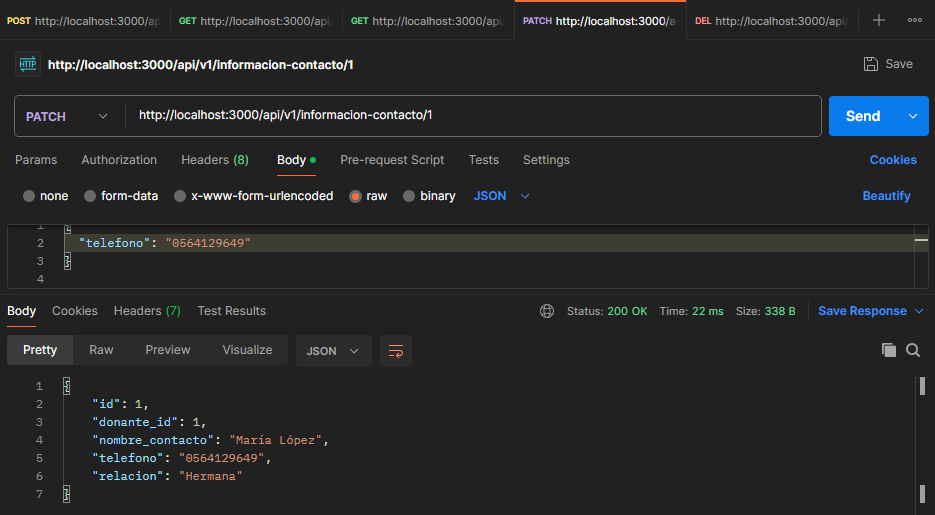 POST http://localhost:3000/ap GET http://localhost:3000/api/ GET http://localhost:3000/api/ PATCH http://localhost:3000/a DEL http://localhost:3000/api/
HTTP http://localhost:3000/api/v1/informacion-contacto/1 Save
PATCH http://localhost:3000/api/v1/informacion-contacto/1 Send
Params Authorization Headers (8) Body Pre-request Script Tests Settings Cookies
none form-data x-www-form-urlencoded raw binary JSON Beautify
1 {
2 "telefono": "0564129649"
3 }
4
Body Cookies Headers (7) Test Results Status: 200 OK Time: 22 ms Size: 338 B Save Response
Pretty Raw Preview Visualize JSON
1 {
2 "id": 1,
3 "donante_id": 1,
4 "nombre_contacto": "María López",
5 "telefono": "0564129649",
6 "relacion": "Hermana"
7 }